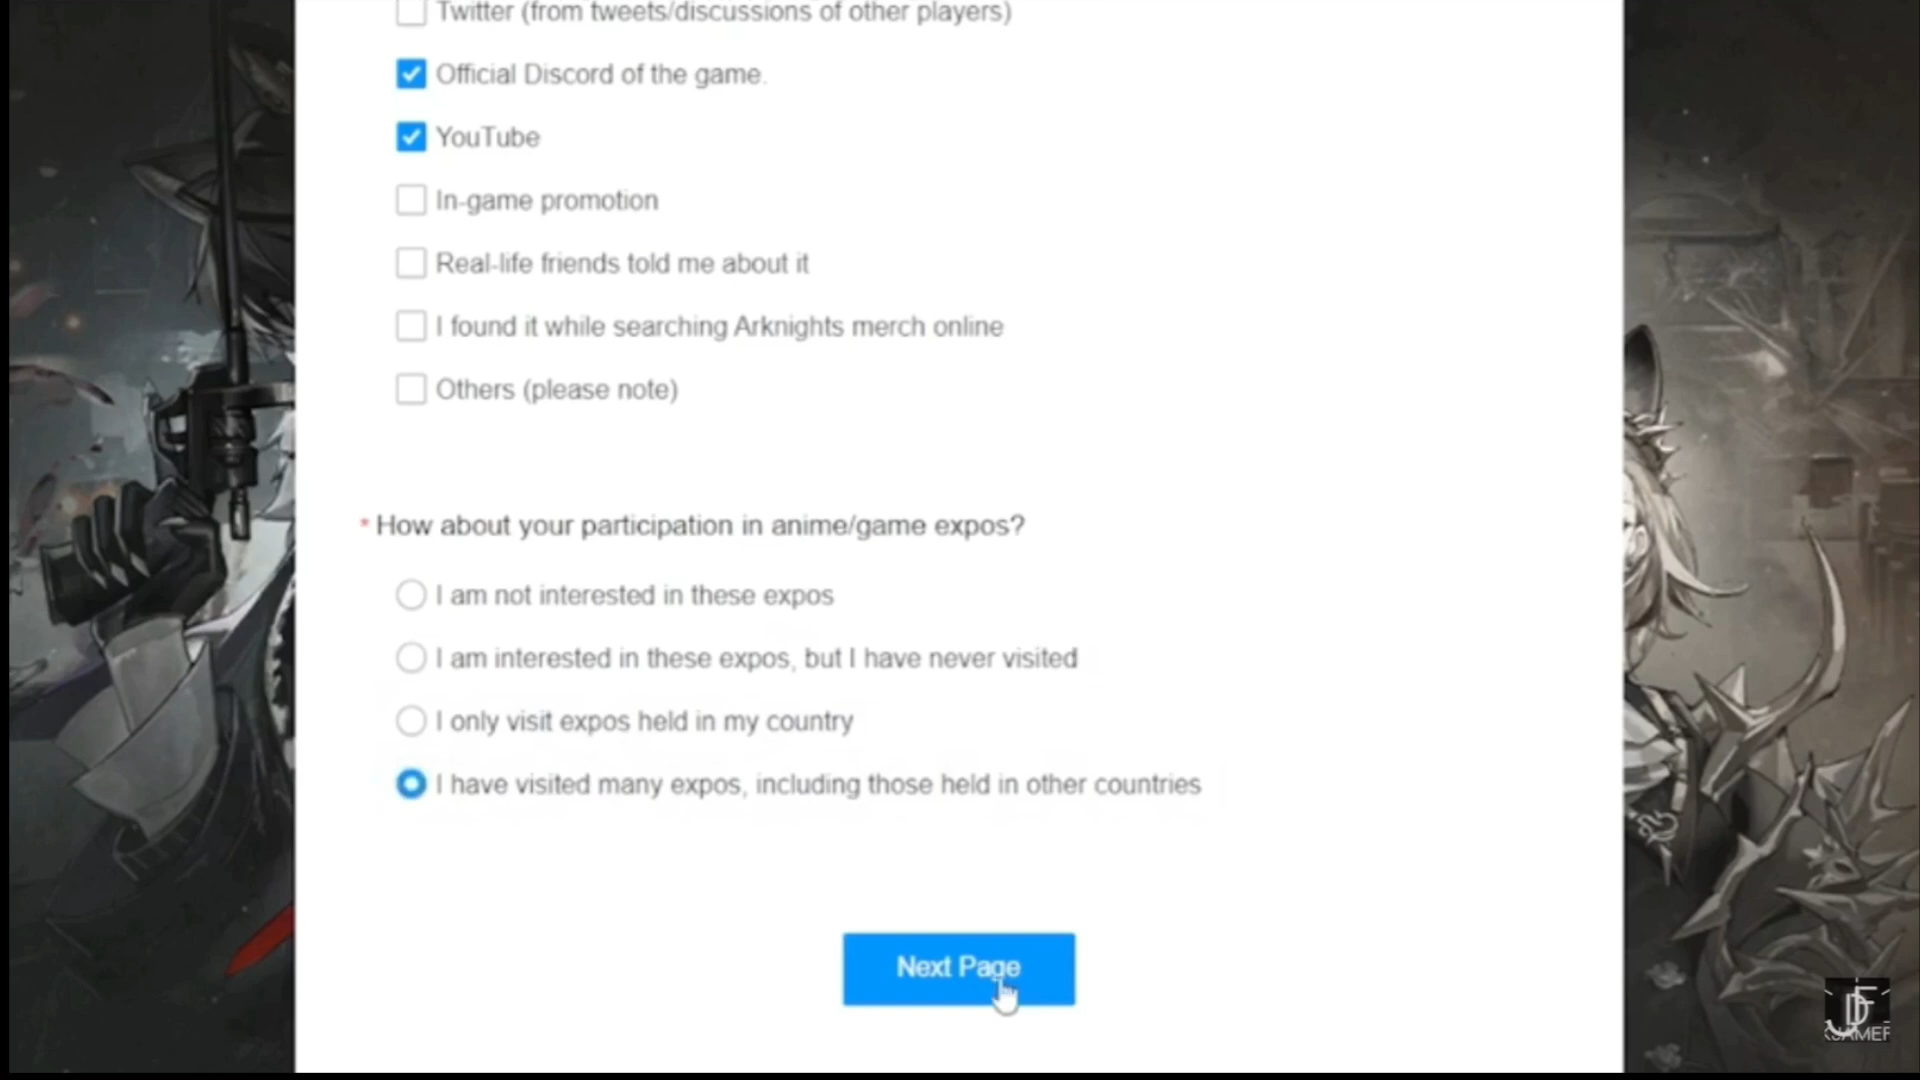 Twitter (from tweets/discussions of other players)
Official Discord of the game.
YouTube
In-game promotion
Real-life friends told me about it
I found it while searching Arknights merch online
Others (please note)
* How about your participation in anime/game expos?
I am not interested in these expos
I am interested in these expos, but I have never visited
I only visit expos held in my country
I have visited many expos, including those held in other countries
Next Page